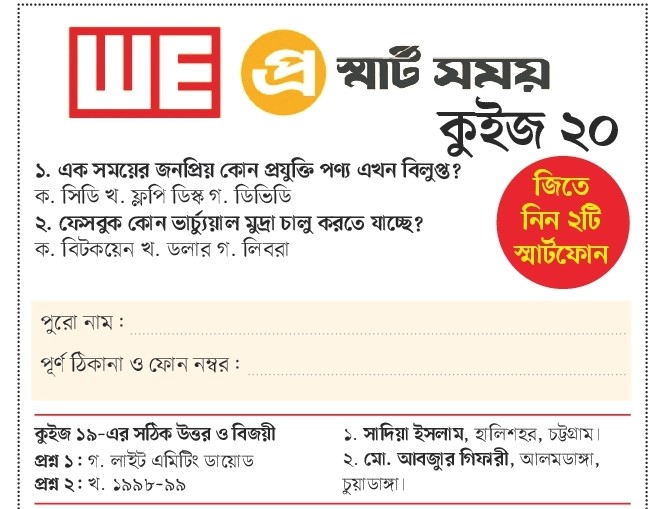 WE প্র স্মার্ট সময়
কুইজ ২০
১. এক সময়ের জনপ্রিয় কোন প্রযুক্তি পণ্য এখন বিলুপ্ত?
ক. সিডি খ. ফ্লপি ডিস্ক গ. ডিভিডি
২. ফেসবুক কোন ভার্চ্যুয়াল মুদ্রা চালু করতে যাচ্ছে?
ক. বিটকয়েন খ. ডলার গ. লিবরা
জিতে
নিন ২টি
স্মার্টফোন
পুরো নাম :
পূর্ণ ঠিকানা ও ফোন নম্বর :
কুইজ ১৯-এর সঠিক উত্তর ও বিজয়ী
প্রশ্ন ১: গ. লাইট এমিটিং ডায়োড
প্রশ্ন ২: খ. ১৯৯৮-৯৯
১. সাদিয়া ইসলাম, হালিশহর, চট্টগ্রাম।
২. মো. আবজুার গিফারী, আলমডাঙ্গা,
চুয়াডাঙ্গা।